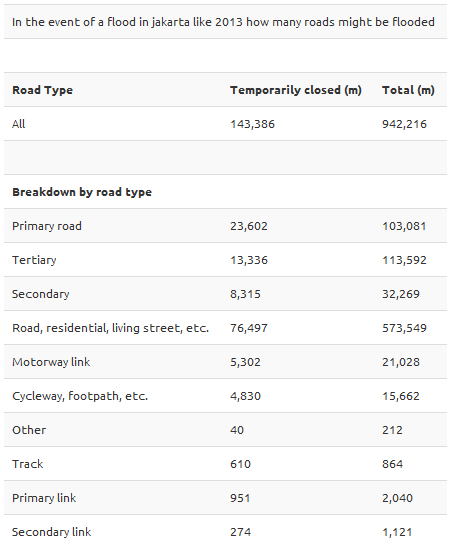 In the event of a flood in jakarta like 2013 how many roads might be flooded
Road Type Temporarily closed (m) Total (m)
All 143,386 942,216
Breakdown by road type
Primary road 23,602 103,081
Tertiary 13,336 113,592
Secondary 8,315 32,269
Road, residential, living street, etc. 76,497 573,549
Motorway link 5,302 21,028
Cycleway, footpath, etc. 4,830 15,662
Other 40 212
Track 610 864
Primary link 951 2,040
Secondary link 274 1,121